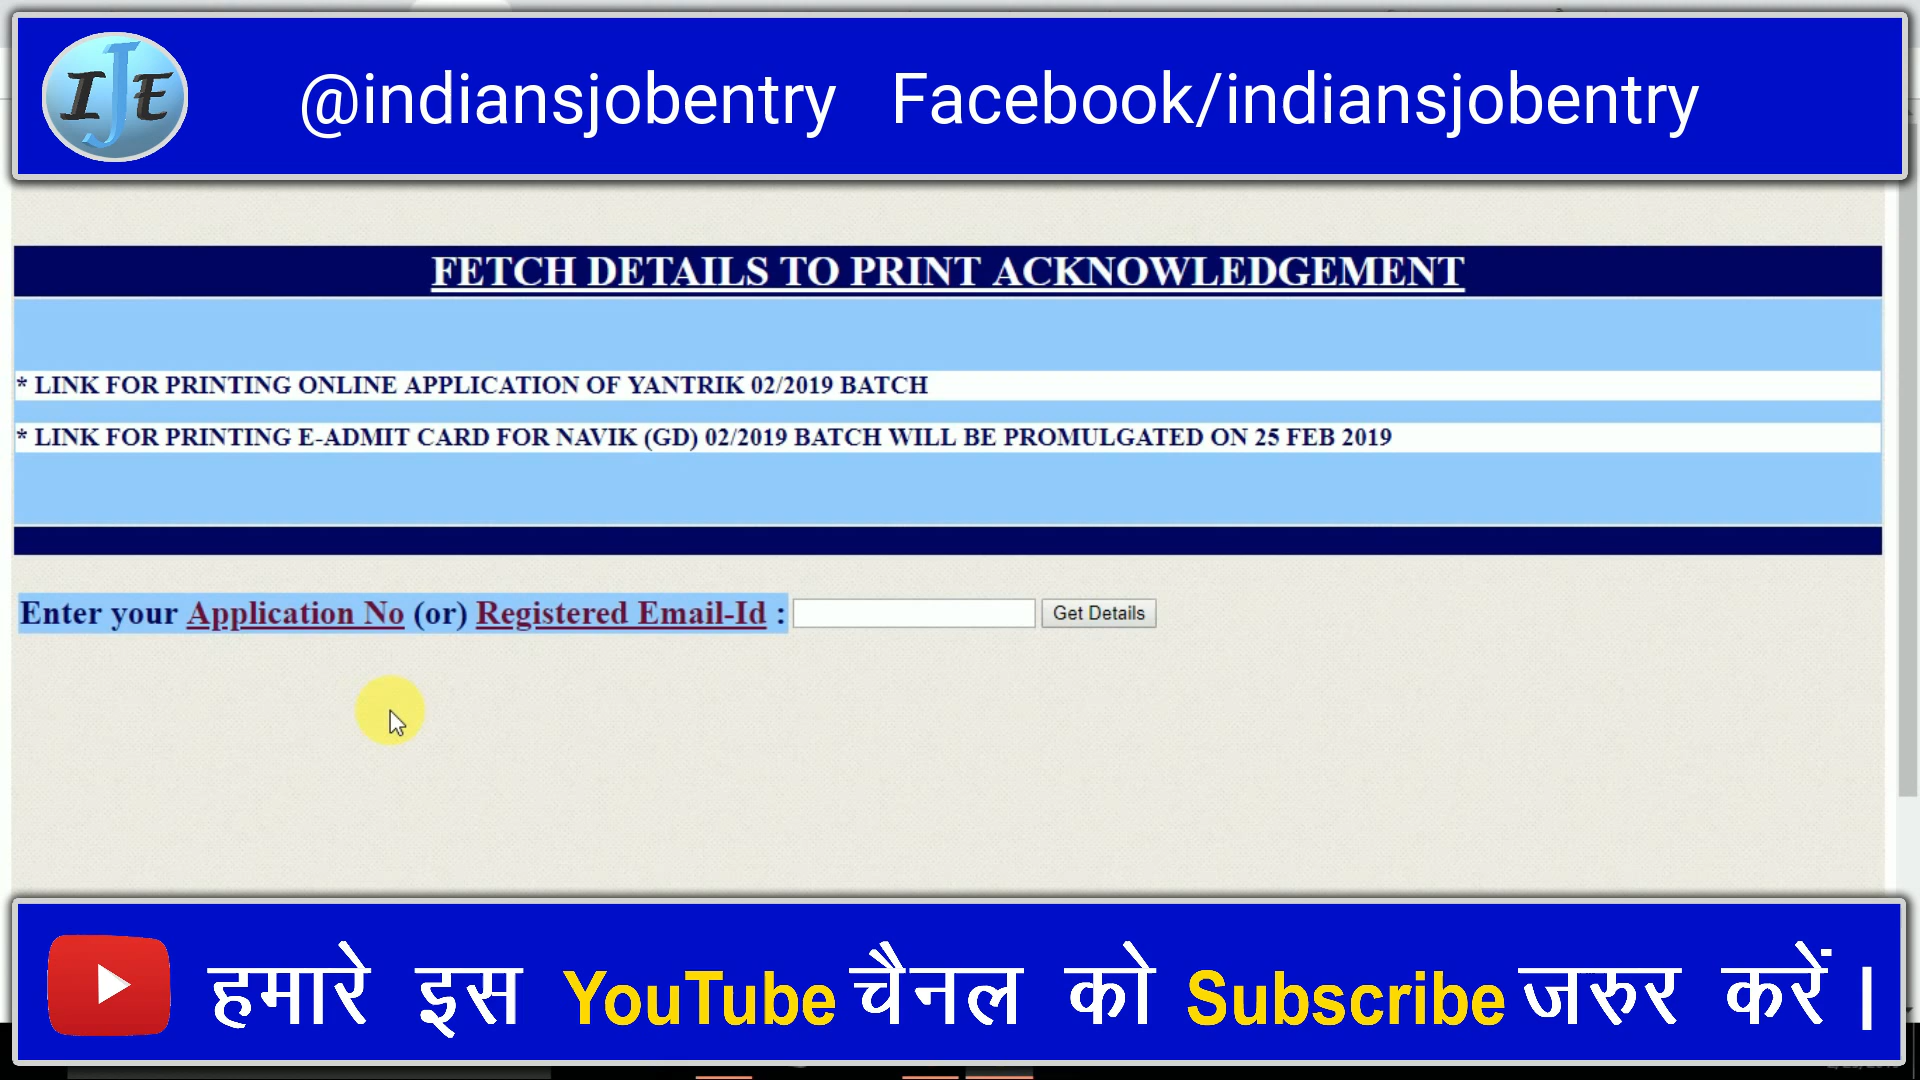 IJE
@indiansjobentry Facebook/indiansjobentry
FETCH DETAILS TO PRINT ACKNOWLEDGEMENT
* LINK FOR PRINTING ONLINE APPLICATION OF YANTRIK 02/2019 BATCH
* LINK FOR PRINTING E-ADMIT CARD FOR NAVIK (GD) 02/2019 BATCH WILL BE PROMULGATED ON 25 FEB 2019
Enter your Application No (or) Registered Email-Id : Get Details
हमारे इस YouTube चैनल को Subscribe जरुर करें |